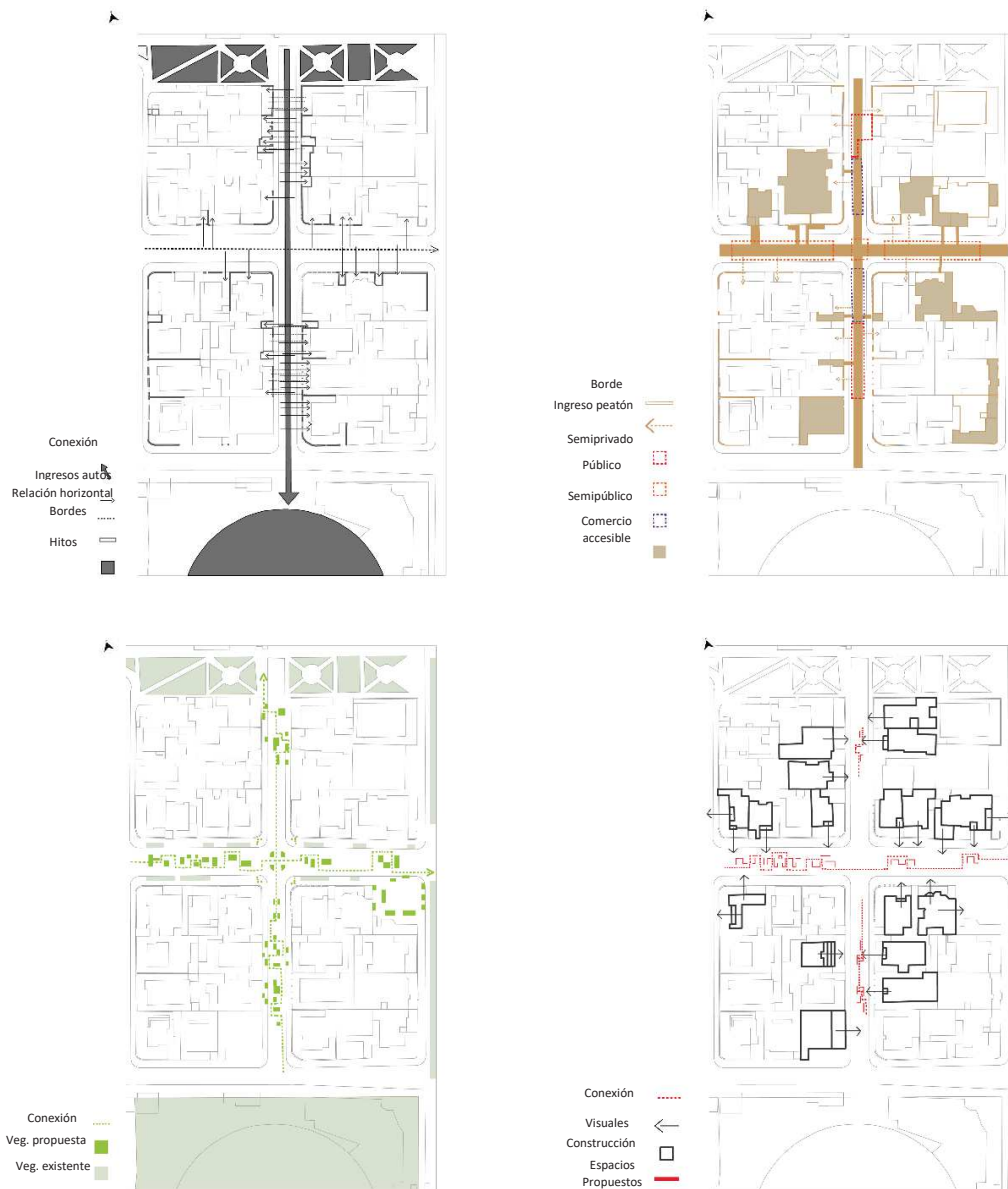 Conexión
Ingresos autos
Relación horizontal
Bordes
Hitos
Borde
Ingreso peatón
Semiprivado
Público
Semipúblico
Comercio
accesible
Conexión
Veg. propuesta
Veg. existente
Conexión
Visuales
Construcción
Espacios
Propuestos